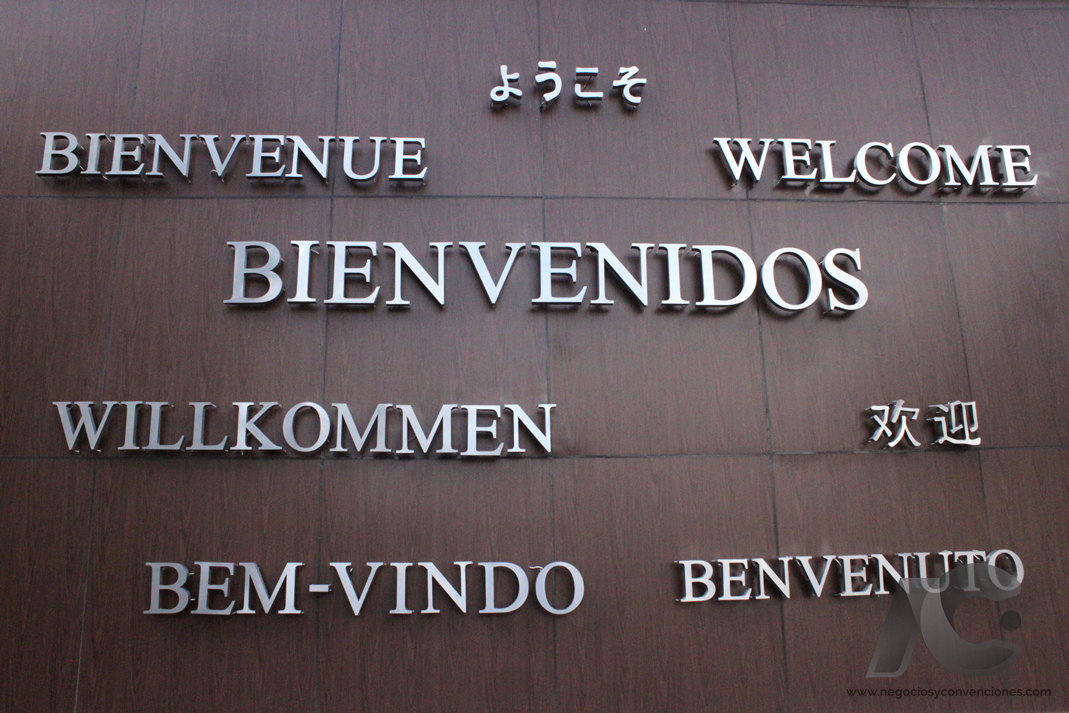 ようこそ
BIENVENUE
WELCOME
BIENVENIDOS
WILLKOMMEN
欢迎
BEM-VINDO
BENVENUTO
www.negociosyconvenciones.com